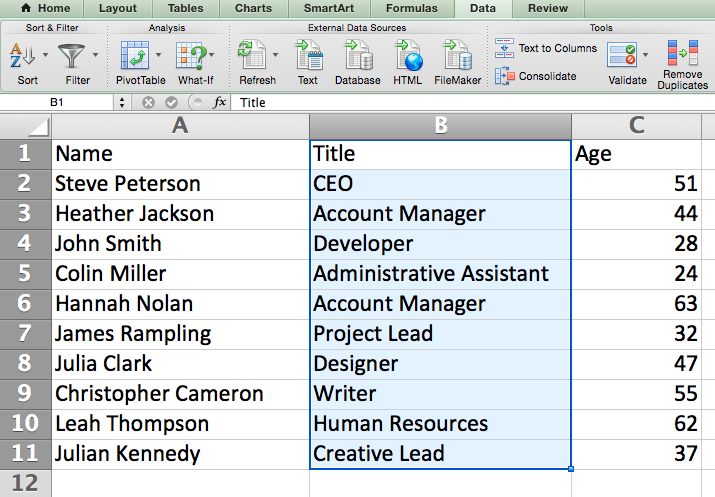 Home Layout Tables Charts SmartArt Formulas Data Review
Sort & Filter Analysis External Data Sources Tools
A
Z
Text to Columns
Consolidate
Sort Filter PivotTable What-If Refresh Text Database HTML FileMaker Validate Remove
Duplicates
B1 fx Title
A B C
1 Name Title Age
2 Steve Peterson CEO 51
3 Heather Jackson Account Manager 44
4 John Smith Developer 28
5 Colin Miller Administrative Assistant 24
6 Hannah Nolan Account Manager 63
7 James Rampling Project Lead 32
8 Julia Clark Designer 47
9 Christopher Cameron Writer 55
10 Leah Thompson Human Resources 62
11 Julian Kennedy Creative Lead 37
12